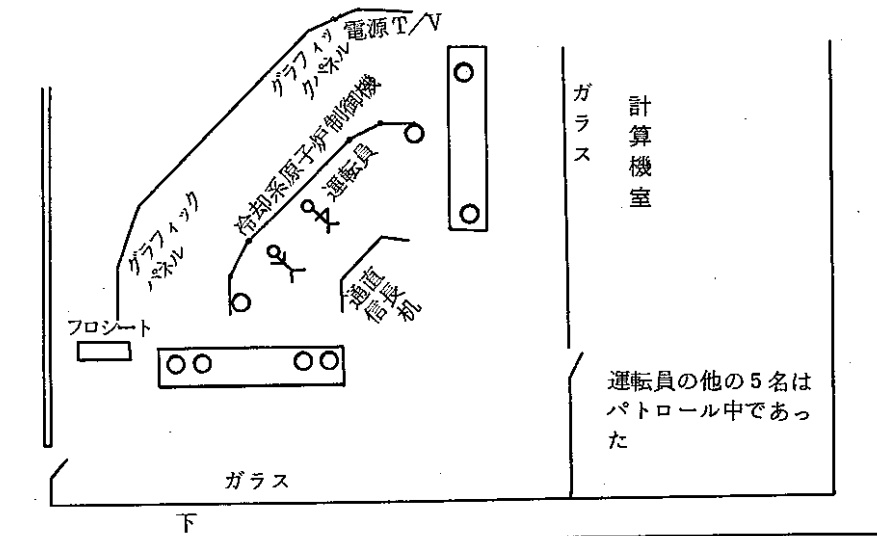 電源T/V
グラフィッ
クパネル
冷却系原子炉制御機
運転員
グラフィック
パネル
通直
信長
机
フロシート
ガラス
計算機室
運転員の他の5名は
パトロール中であっ
た
ガラス
下